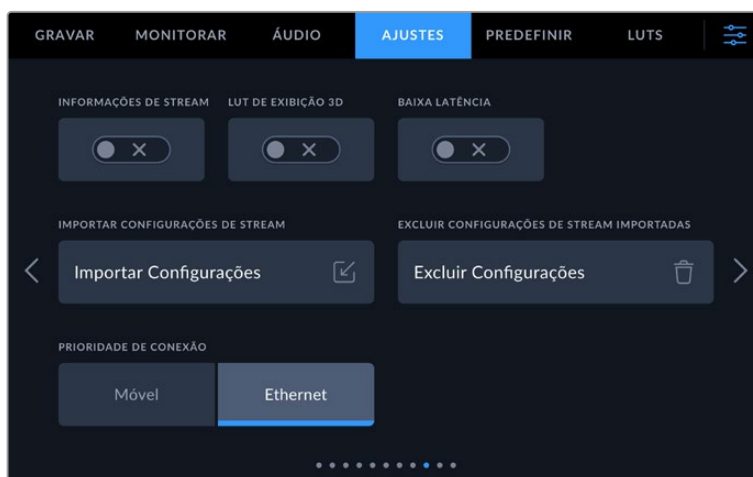 GRAVAR MONITORAR ÁUDIO AJUSTES PREDEFINIR LUTS
INFORMAÇÕES DE STREAM LUT DE EXIBIÇÃO 3D BAIXA LATÊNCIA
IMPORTAR CONFIGURAÇÕES DE STREAM EXCLUIR CONFIGURAÇÕES DE STREAM IMPORTADAS
Importar Configurações Excluir Configurações
PRIORIDADE DE CONEXÃO
Móvel Ethernet